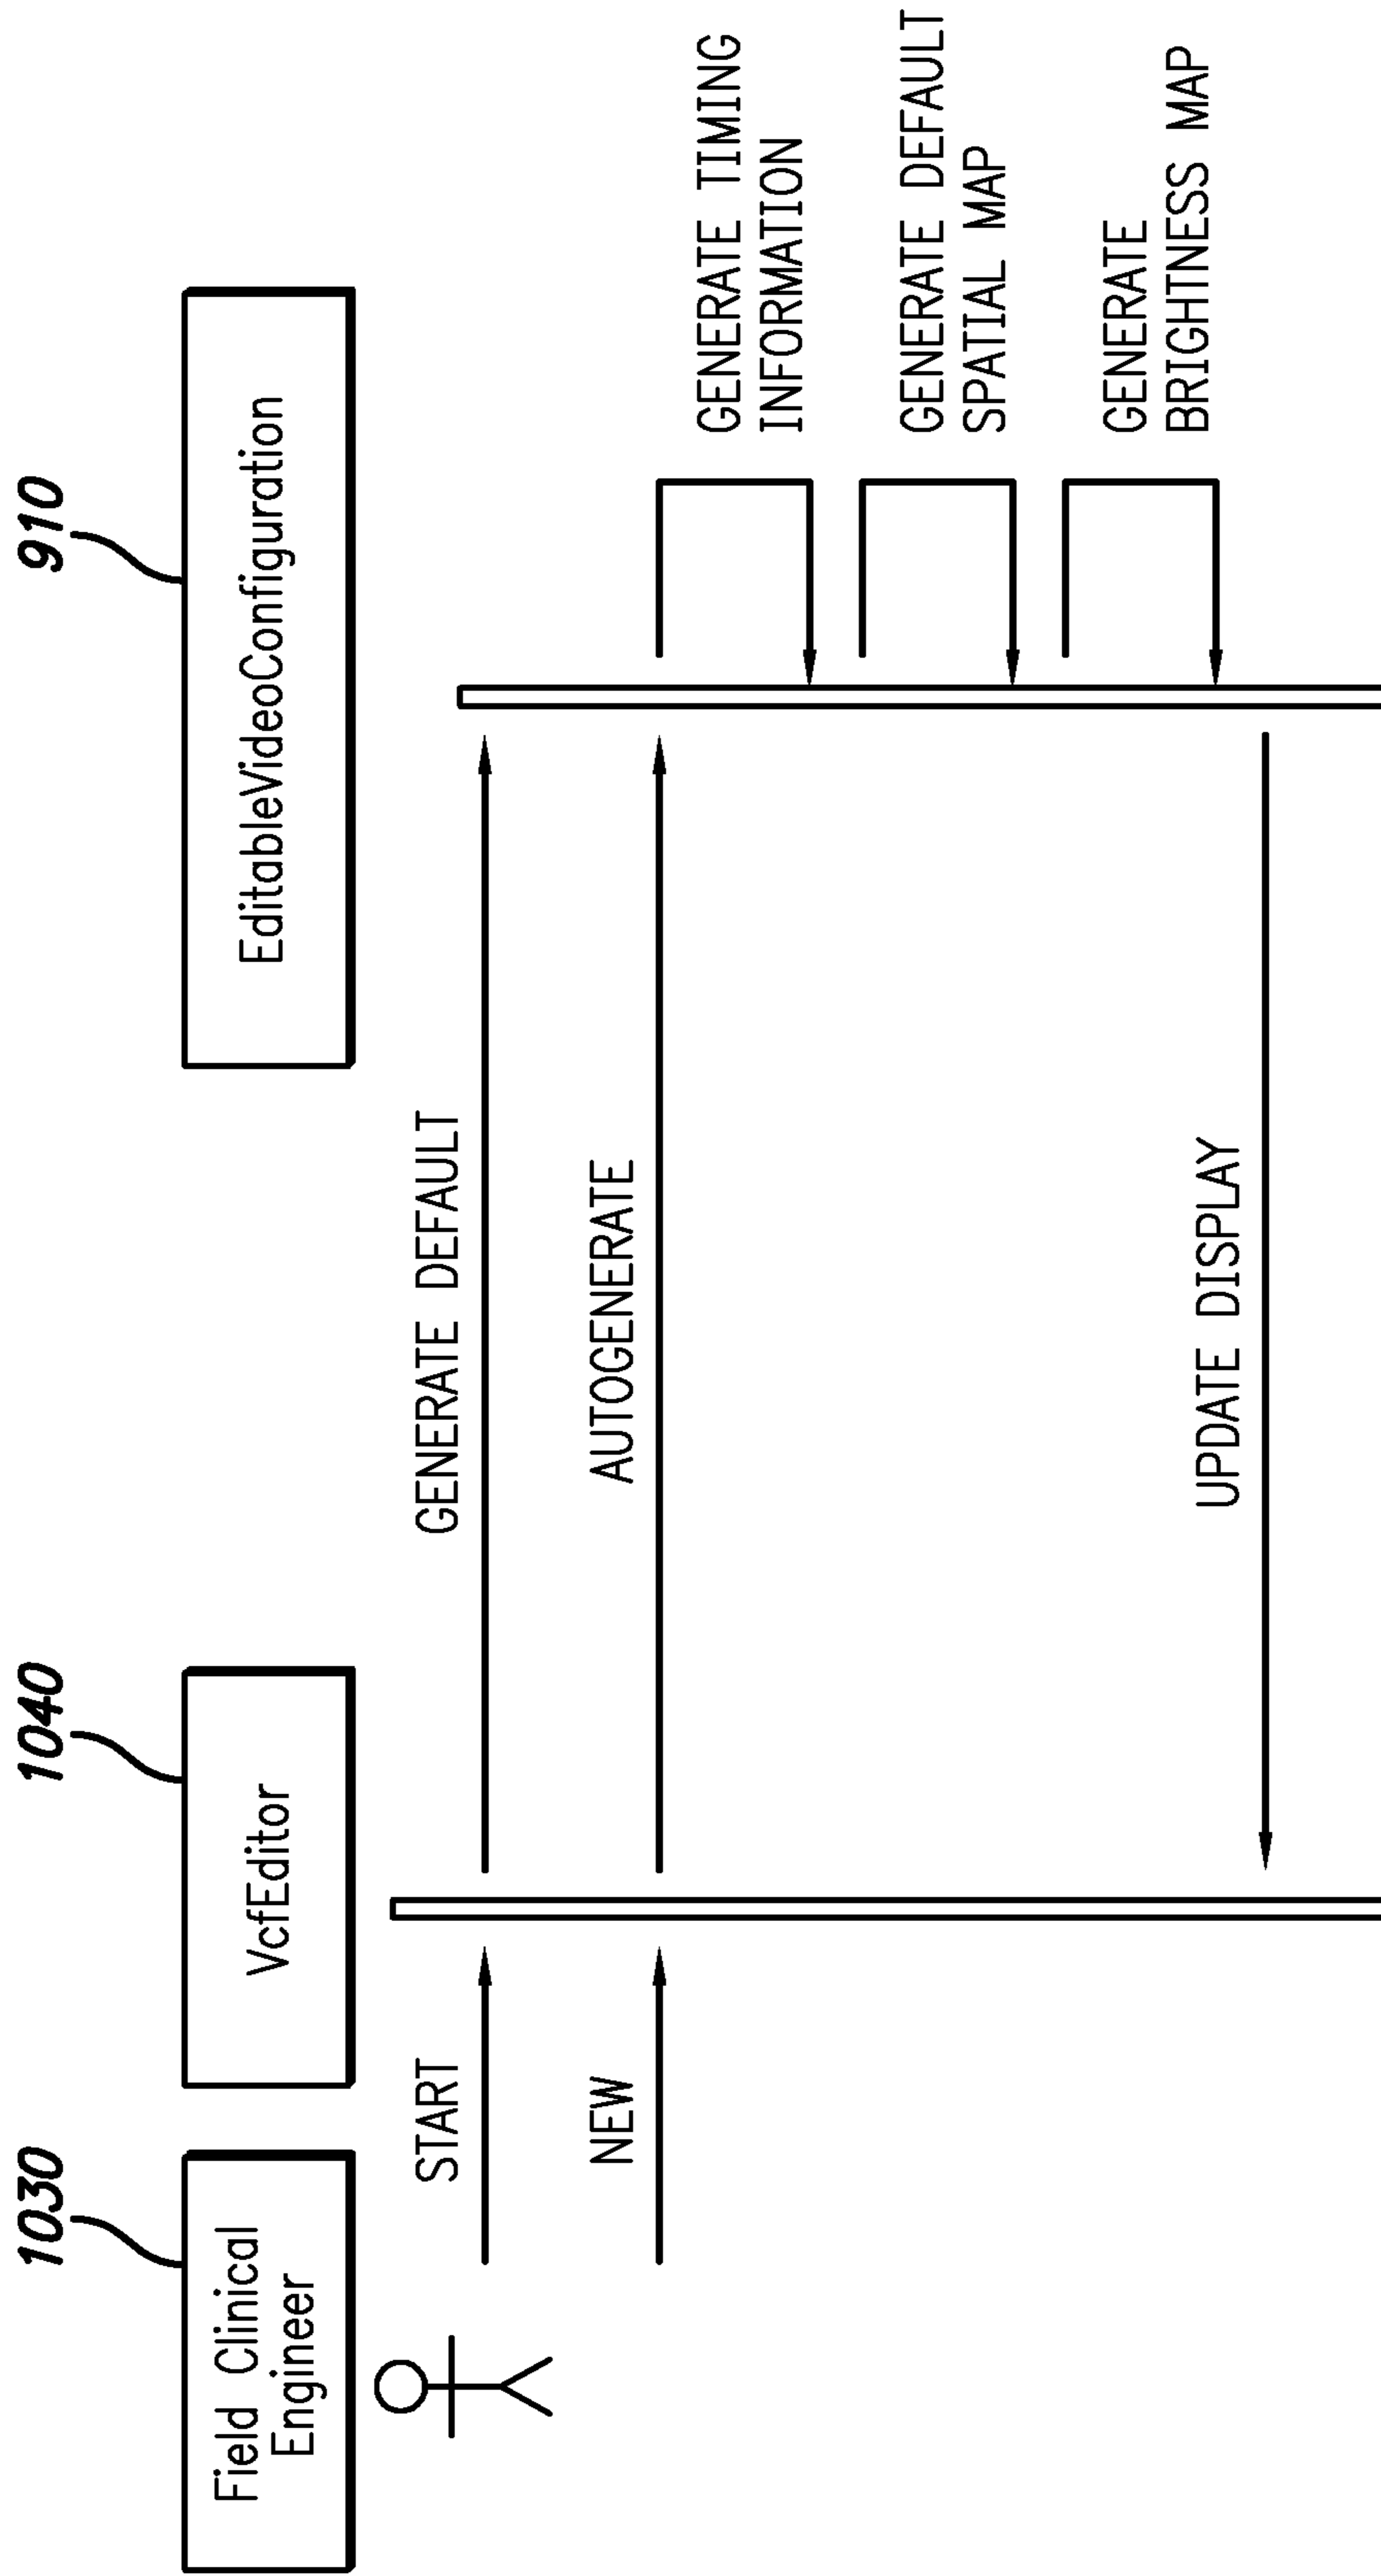 1030
1040
910
Field Clinical
Engineer
VcfEditor
EditableVideoConfiguration
START
GENERATE DEFAULT
NEW
AUTOGENERATE
GENERATE TIMING
INFORMATION
GENERATE DEFAULT
SPATIAL MAP
GENERATE
BRIGHTNESS MAP
UPDATE DISPLAY